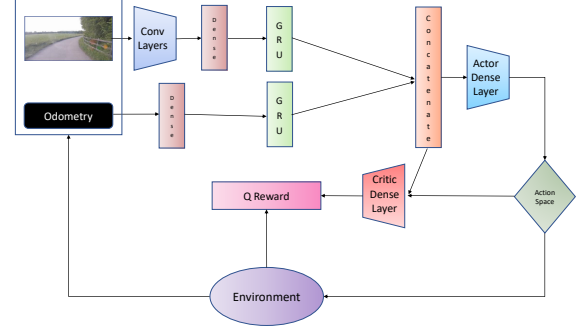 Conv
Layers
Dense
GRU
Concatenate
Actor
Dense
Layer
Odometry
Dense
GRU
Critic
Dense
Layer
Action
Space
Q Reward
Environment